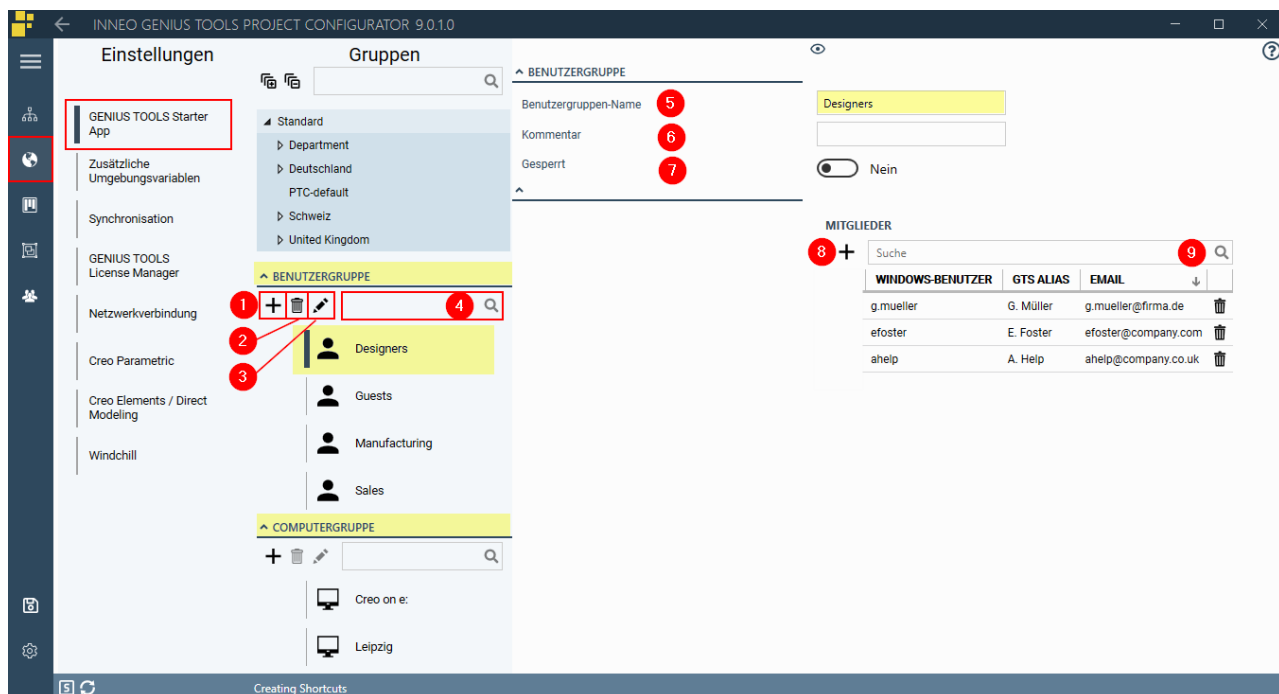 INNEO GENIUS TOOLS PROJECT CONFIGURATOR 9.0.1.0
Einstellungen
GENIUS TOOLS Starter
App
Zusätzliche
Umgebungsvariablen
Synchronisation
GENIUS TOOLS
License Manager
Netzwerkverbindung
Creo Parametric
Creo Elements / Direct
Modeling
Windchill
Gruppen
Standard
Department
Deutschland
PTC-default
Schweiz
United Kingdom
BENUTZERGRUPPE
1
4
2
3
Designers
Guests
Manufacturing
Sales
COMPUTERGRUPPE
Creo on e:
Leipzig
BENUTZERGRUPPE
Benutzergruppen-Name 5 Designers
Kommentar 6
Gesperrt 7 Nein
MITGLIEDER
8 Suche 9
WINDOWS-BENUTZER GTS ALIAS EMAIL
g.mueller G. Müller g.mueller@firma.de
efoster E. Foster efoster@company.com
ahelp A. Help ahelp@company.co.uk
S Creating Shortcuts
?